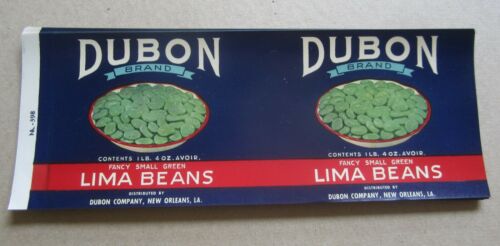 DUBON
BRAND
CONTENTS 1 LB. 4 OZ. AVOIR.
FANCY SMALL GREEN
LIMA BEANS
DISTRIBUTED BY
DUBON COMPANY, NEW ORLEANS, LA.
DUBON
BRAND
CONTENTS 1 LB. 4 OZ. AVOIR.
FANCY SMALL GREEN
LIMA BEANS
DISTRIBUTED BY
DUBON COMPANY, NEW ORLEANS, LA.
NL-598